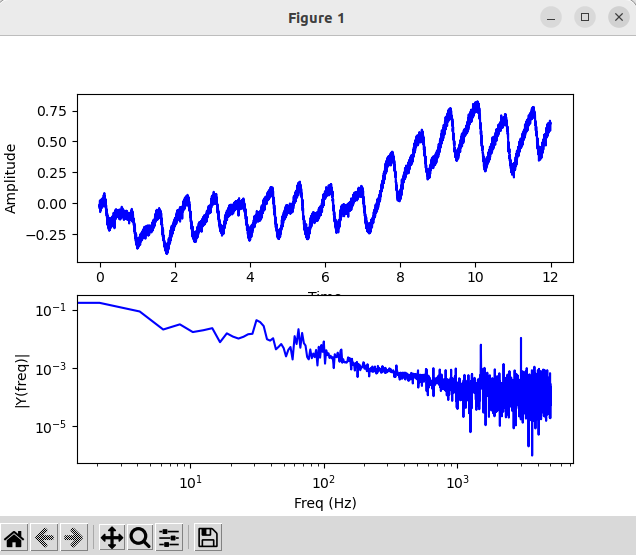 Figure 1
0.75
0.50
0.25
0.00
−0.25
Amplitude
0 2 4 6 8 10 12
Time
10⁻¹
10⁻³
10⁻⁵
|Y(freq)|
10¹ 10² 10³
Freq (Hz)